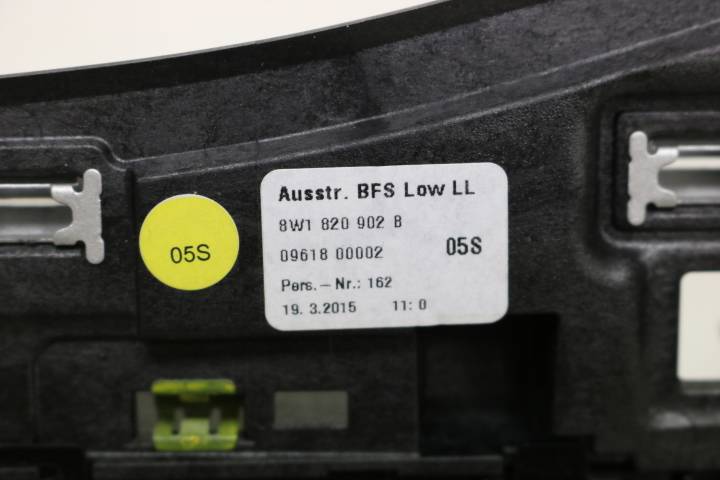 05S
Ausstr. BFS Low LL
8W1 820 902 B
09618 00002 05S
Pers.-Nr.: 162
19. 3.2015 11: 0